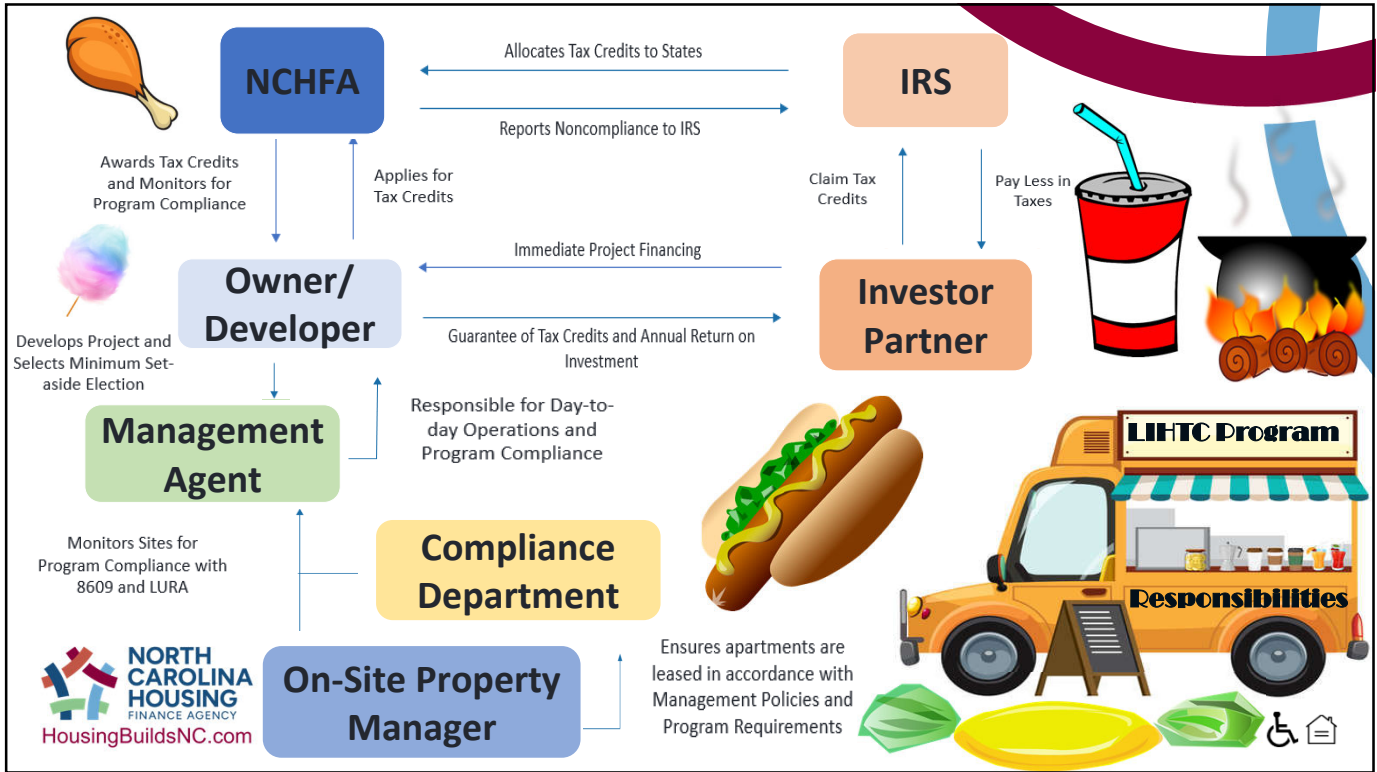 NCHFA
Allocates Tax Credits to States
IRS
Reports Noncompliance to IRS
Awards Tax Credits
and Monitors for
Program Compliance
Applies for
Tax Credits
Claim Tax
Credits
Pay Less in
Taxes
Owner/
Developer
Immediate Project Financing
Investor
Partner
Guarantee of Tax Credits and Annual Return on
Investment
Develops Project and
Selects Minimum Set-
aside Election
Management
Agent
Responsible for Day-to-
day Operations and
Program Compliance
Monitors Sites for
Program Compliance with
8609 and LURA
Compliance
Department
LIHTC Program
Responsibilities
On-Site Property
Manager
Ensures apartments are
leased in accordance with
Management Policies and
Program Requirements
NORTH
CAROLINA
HOUSING
FINANCE AGENCY
HousingBuildsNC.com